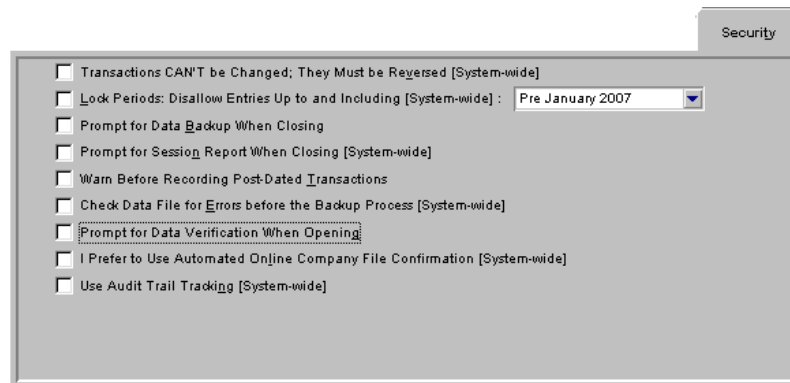 Security
Transactions CAN'T be Changed; They Must be Reversed [System-wide]
Lock Periods: Disallow Entries Up to and Including [System-wide] : Pre January 2007
Prompt for Data Backup When Closing
Prompt for Session Report When Closing [System-wide]
Warn Before Recording Post-Dated Transactions
Check Data File for Errors before the Backup Process [System-wide]
Prompt for Data Verification When Opening
I Prefer to Use Automated Online Company File Confirmation [System-wide]
Use Audit Trail Tracking [System-wide]